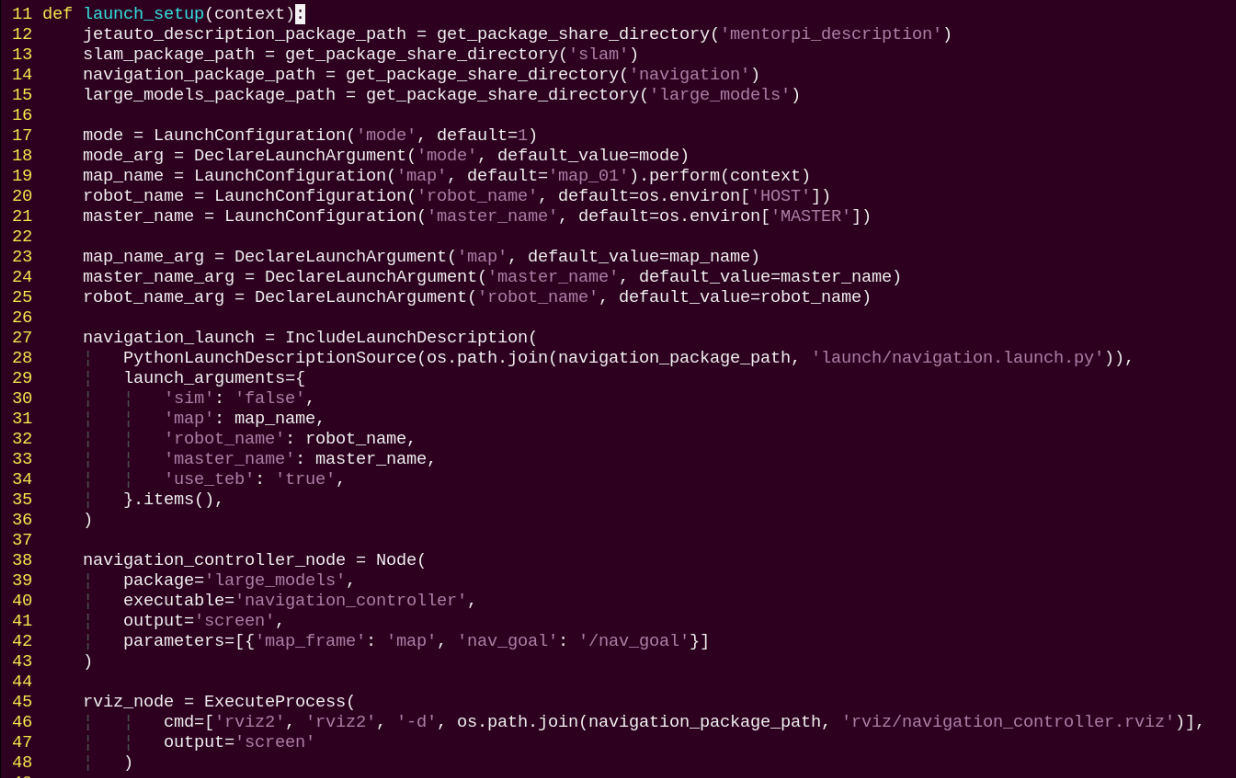 11 def launch_setup(context):
12     jetauto_description_package_path = get_package_share_directory('mentorpi_description')
13     slam_package_path = get_package_share_directory('slam')
14     navigation_package_path = get_package_share_directory('navigation')
15     large_models_package_path = get_package_share_directory('large_models')
16
17     mode = LaunchConfiguration('mode', default=1)
18     mode_arg = DeclareLaunchArgument('mode', default_value=mode)
19     map_name = LaunchConfiguration('map', default='map_01').perform(context)
20     robot_name = LaunchConfiguration('robot_name', default=os.environ['HOST'])
21     master_name = LaunchConfiguration('master_name', default=os.environ['MASTER'])
22
23     map_name_arg = DeclareLaunchArgument('map', default_value=map_name)
24     master_name_arg = DeclareLaunchArgument('master_name', default_value=master_name)
25     robot_name_arg = DeclareLaunchArgument('robot_name', default_value=robot_name)
26
27     navigation_launch = IncludeLaunchDescription(
28     ¦   PythonLaunchDescriptionSource(os.path.join(navigation_package_path, 'launch/navigation.launch.py')),
29     ¦   launch_arguments={
30     ¦   ¦   'sim': 'false',
31     ¦   ¦   'map': map_name,
32     ¦   ¦   'robot_name': robot_name,
33     ¦   ¦   'master_name': master_name,
34     ¦   ¦   'use_teb': 'true',
35     ¦   }.items(),
36     )
37
38     navigation_controller_node = Node(
39     ¦   package='large_models',
40     ¦   executable='navigation_controller',
41     ¦   output='screen',
42     ¦   parameters=[{'map_frame': 'map', 'nav_goal': '/nav_goal'}]
43     )
44
45     rviz_node = ExecuteProcess(
46     ¦   ¦   cmd=['rviz2', 'rviz2', '-d', os.path.join(navigation_package_path, 'rviz/navigation_controller.rviz')],
47     ¦   ¦   output='screen'
48     ¦   )